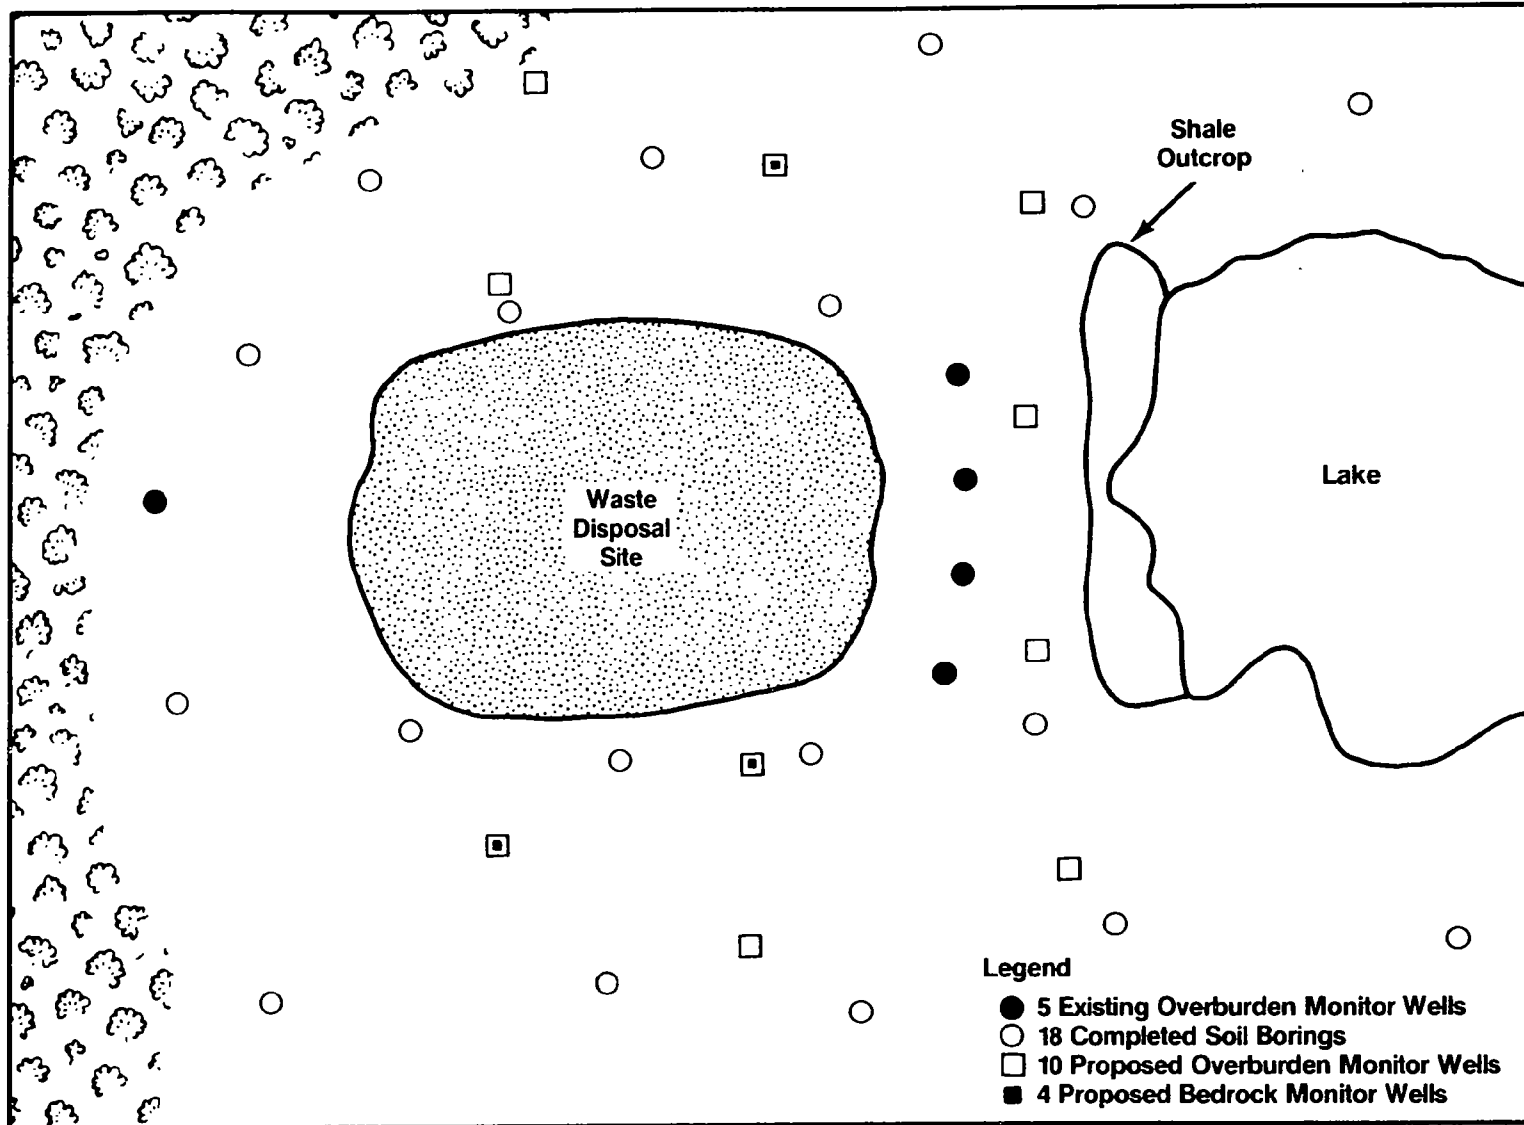 Shale
Outcrop
Lake
Waste
Disposal
Site
Legend
5 Existing Overburden Monitor Wells
18 Completed Soil Borings
10 Proposed Overburden Monitor Wells
4 Proposed Bedrock Monitor Wells